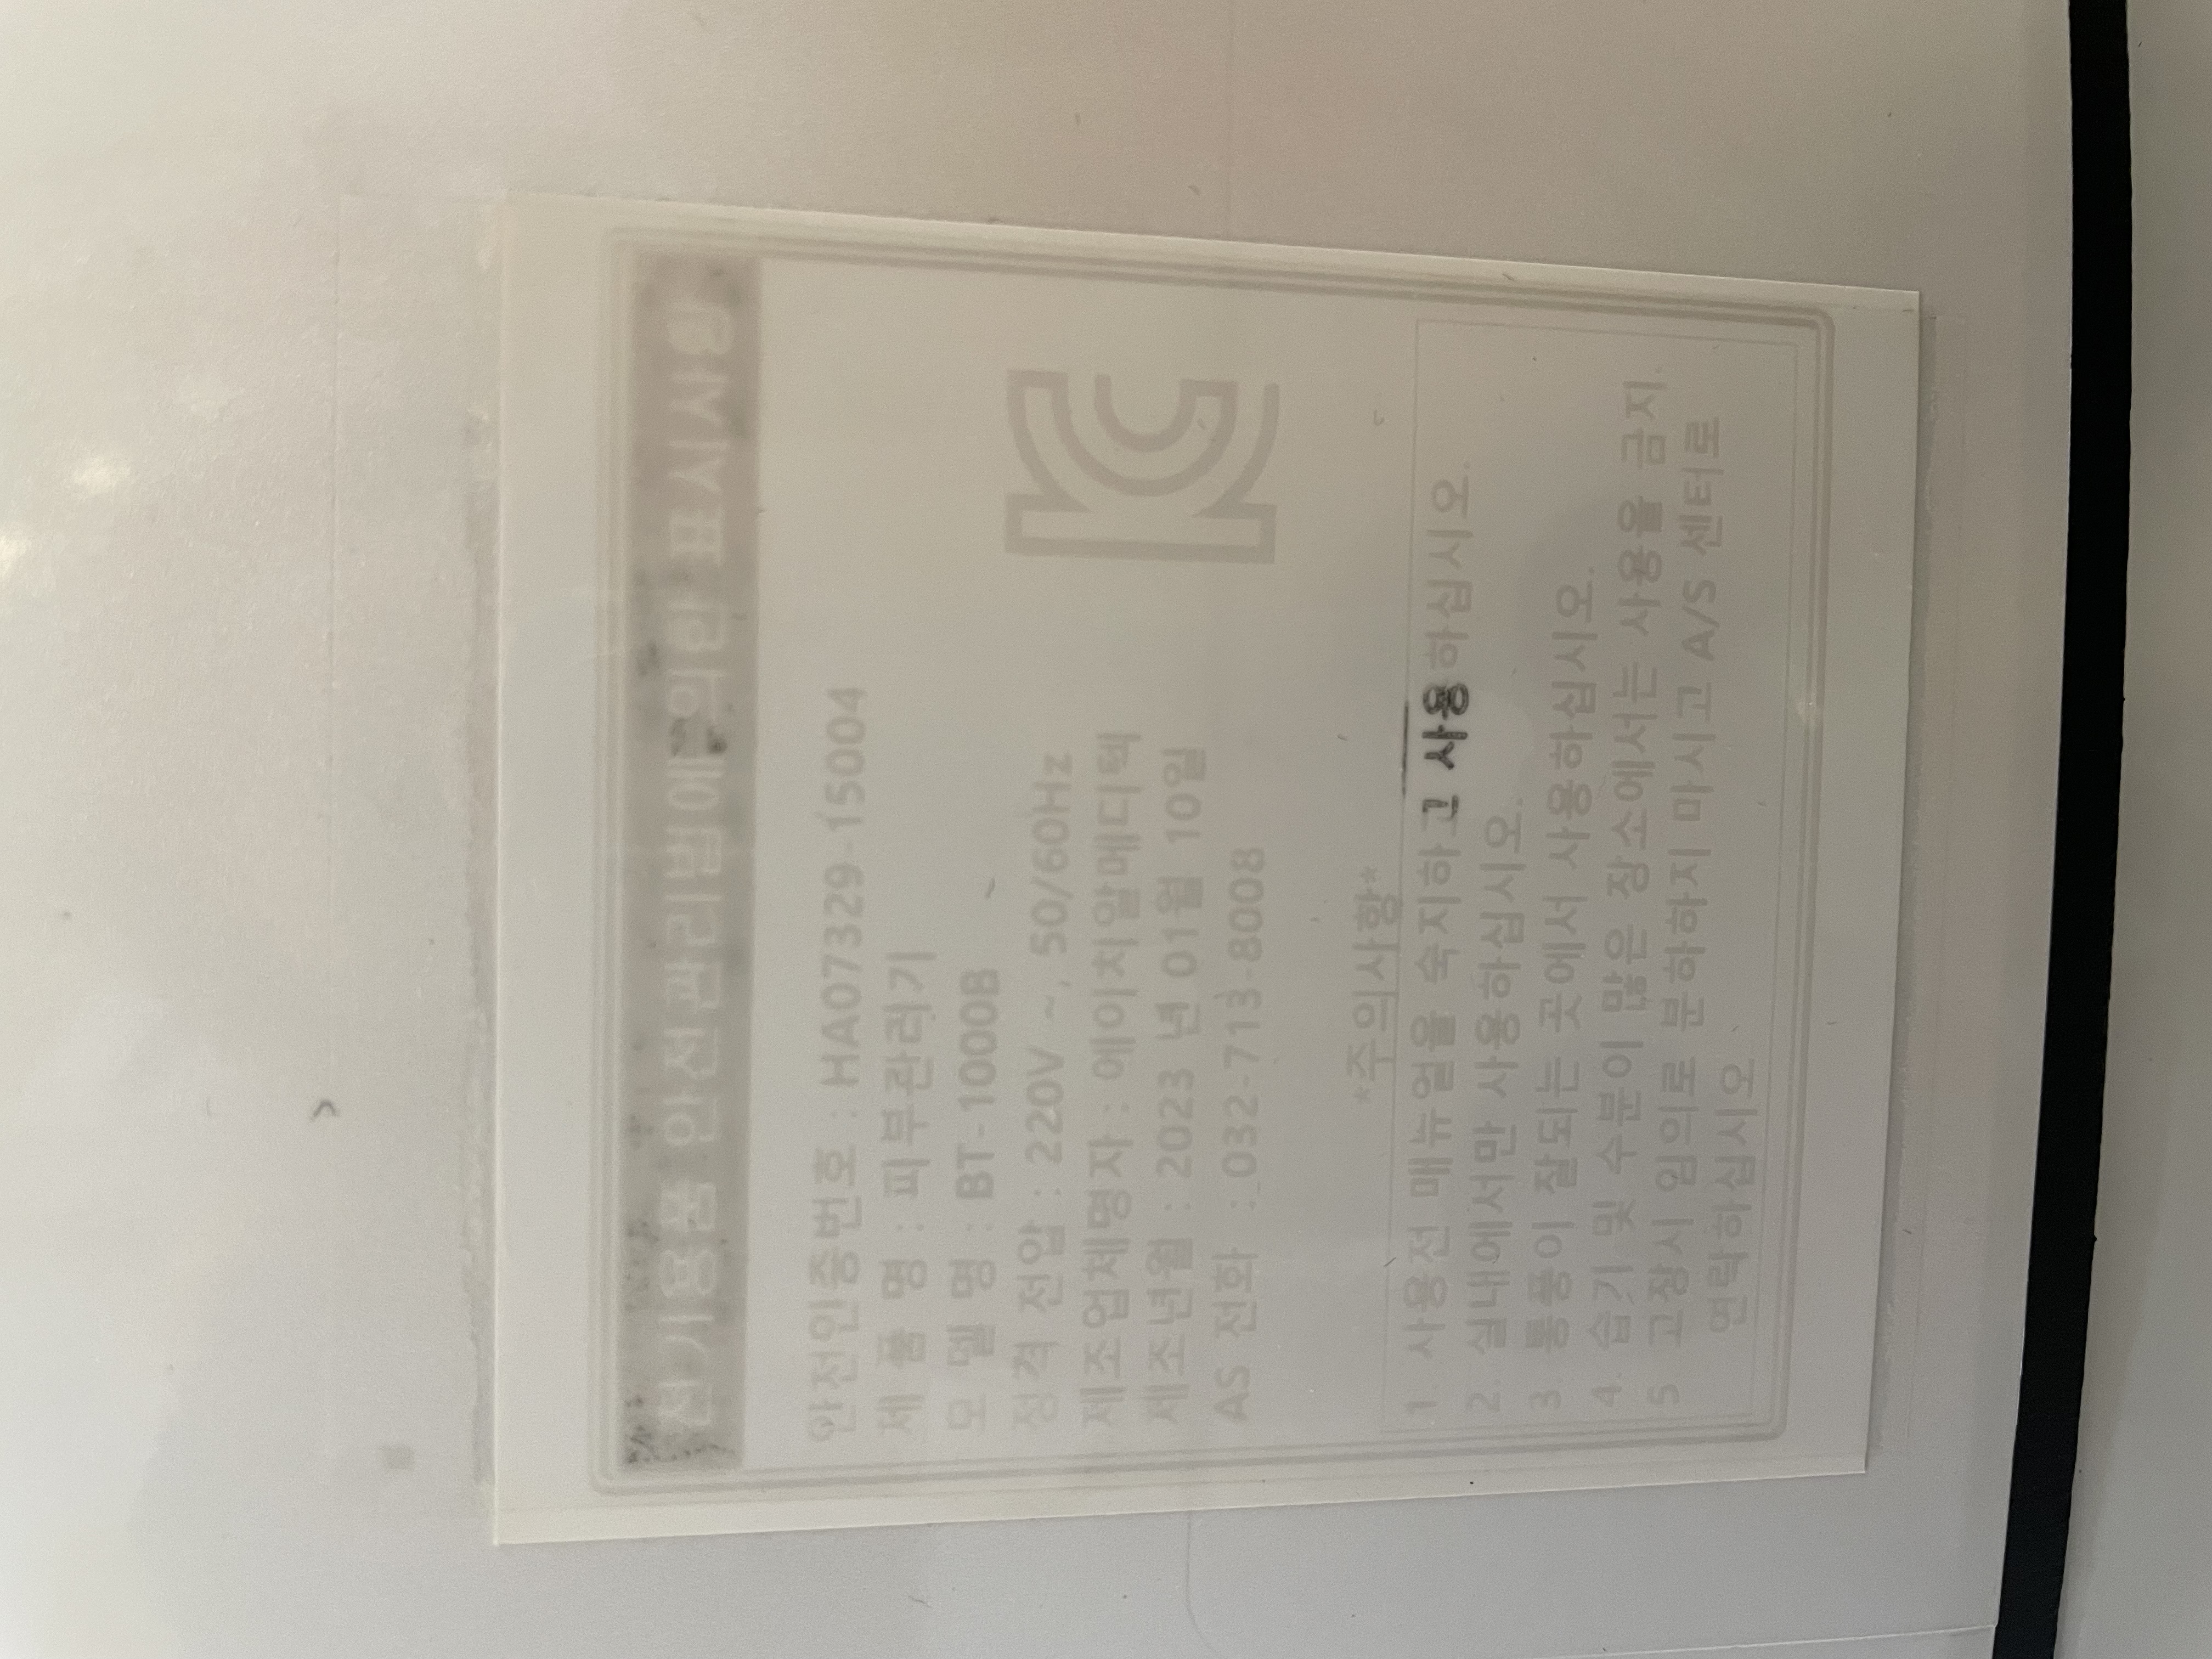 전기용품 안전관리법에 의한 표시사항
안전인증번호 : HA07329-15004
제 품 명 : 피부관리기
모 델 명 : BT-1000B
정격 전압 : 220V ~, 50/60Hz
제조업체명자 : 에이치알메디텍
제조년월 : 2023 년 01월 10일
AS 전화 : 032-713-8008
KC
*주의사항*
1. 사용전 매뉴얼을 숙지하고 사용하십시오.
2. 실내에서만 사용하십시오.
3. 통풍이 잘되는 곳에서 사용하십시오.
4. 습기 및 수분이 많은 장소에서는 사용을 금지.
5 고장시 임의로 분해하지 마시고 A/S 센터로
연락하십시오